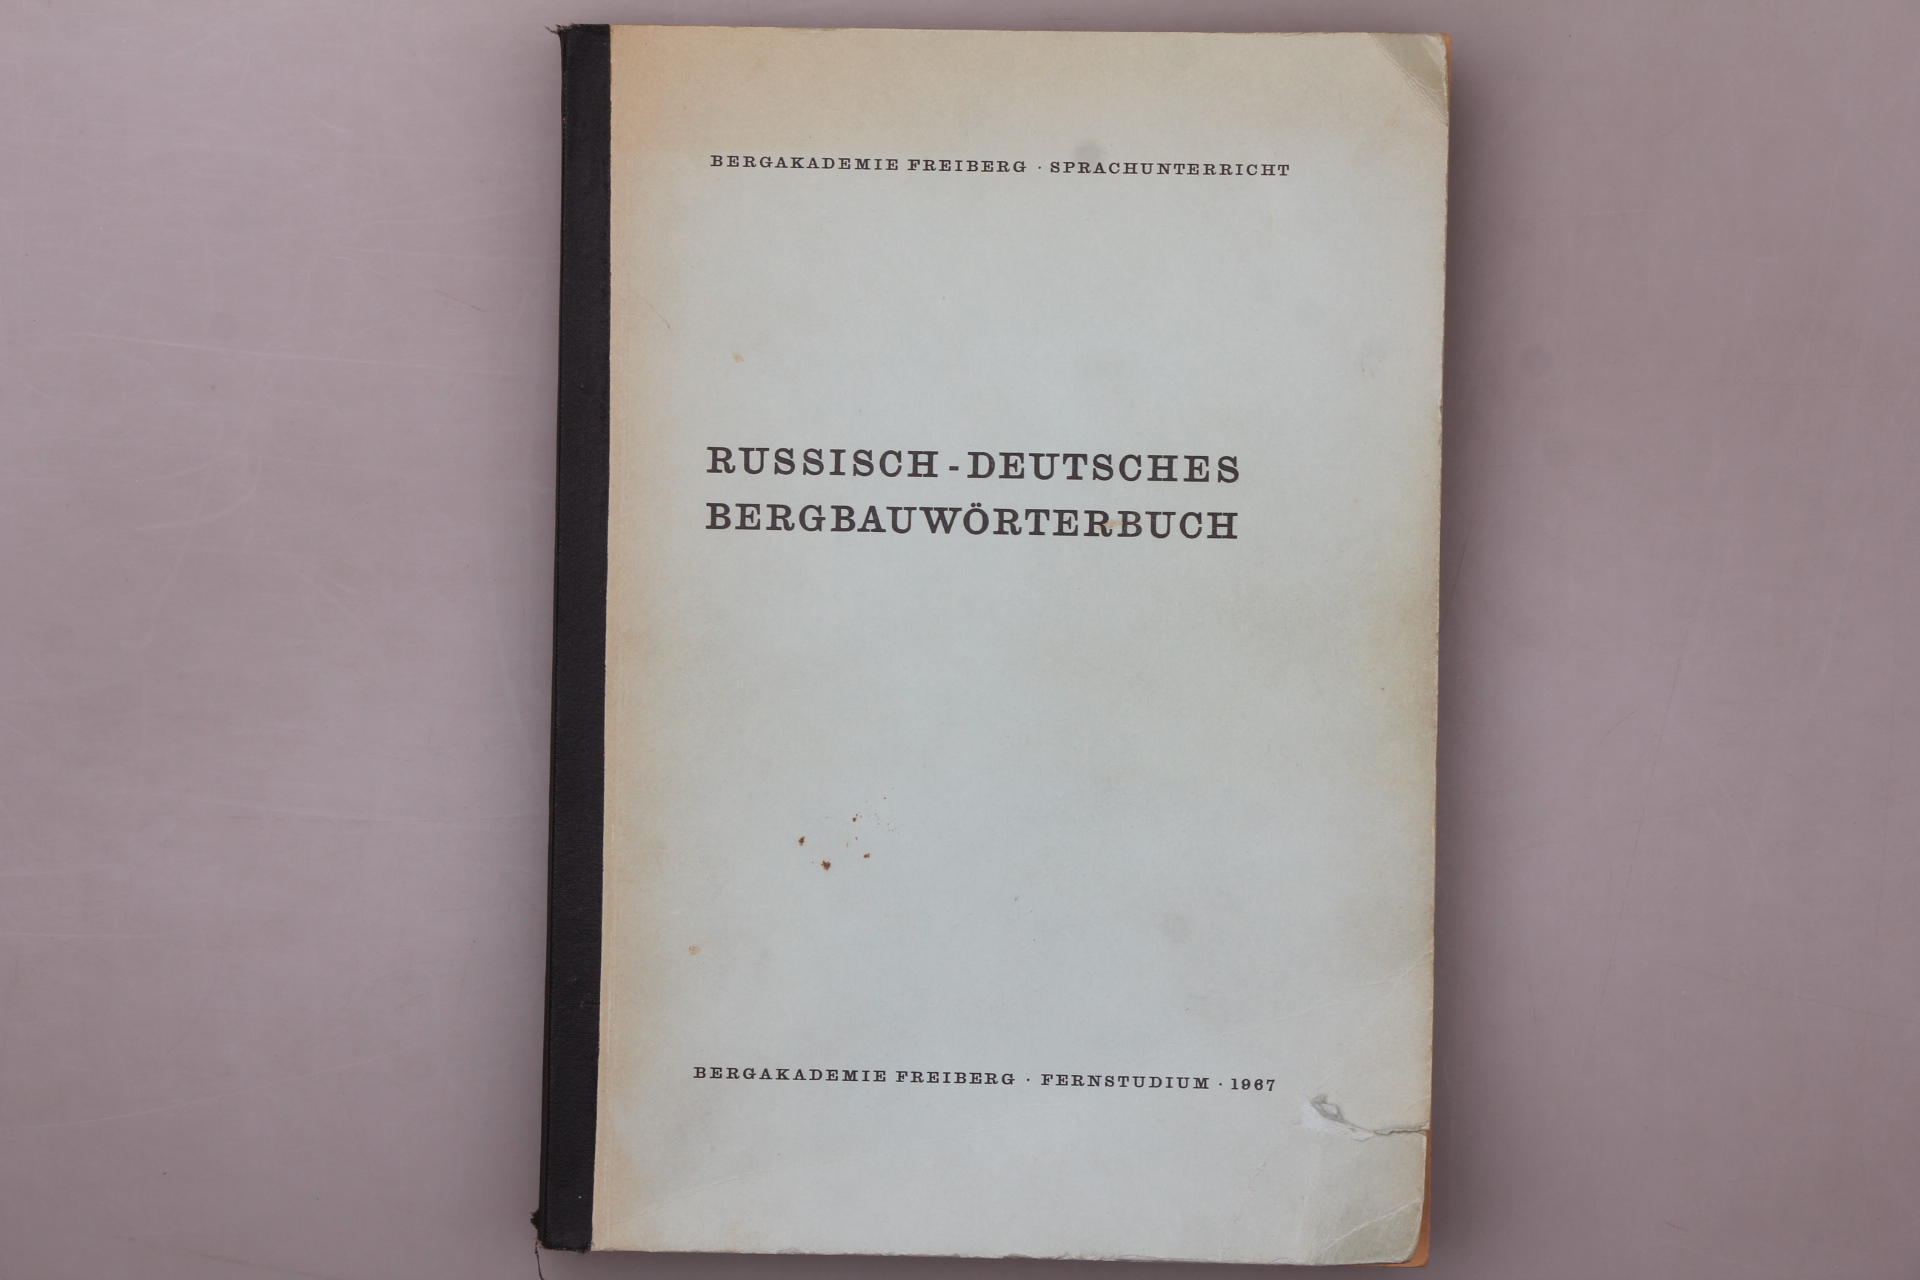 BERGAKADEMIE FREIBERG · SPRACHUNTERRICHT
RUSSISCH-DEUTSCHES
BERGBAUWÖRTERBUCH
BERGAKADEMIE FREIBERG · FERNSTUDIUM · 1967